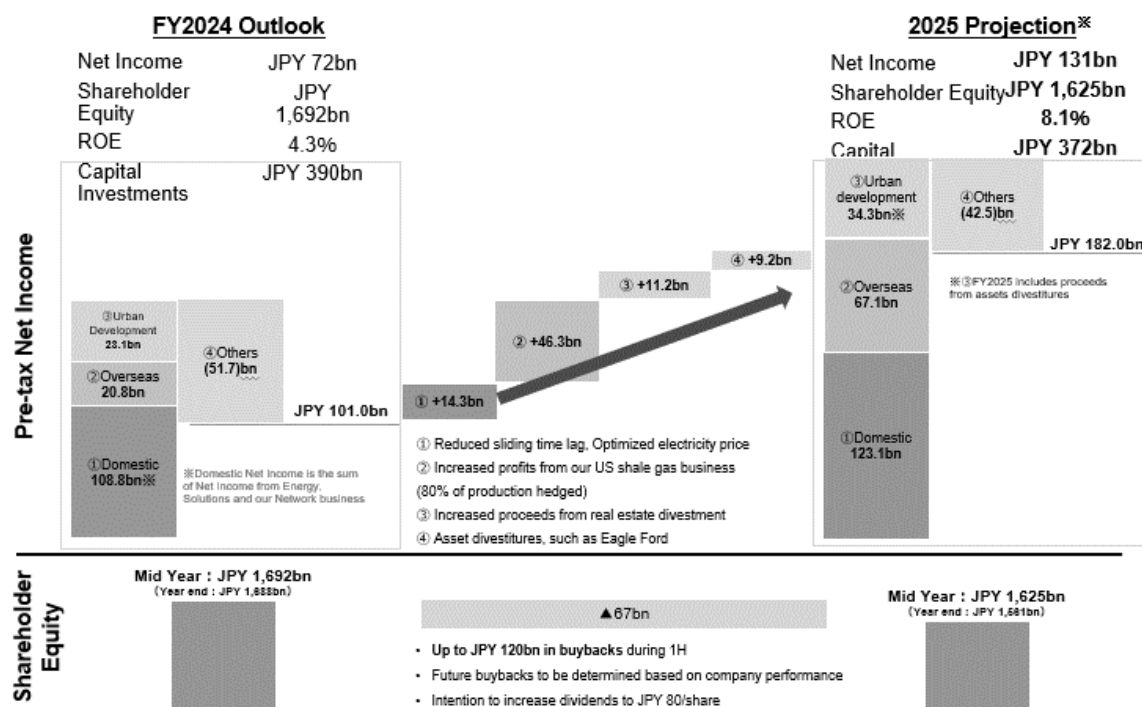 FY2024 Outlook
Net Income JPY 72bn
Shareholder JPY
Equity 1,692bn
ROE 4.3%
Capital JPY 390bn
Investments
2025 Projection※
Net Income JPY 131bn
Shareholder Equity JPY 1,625bn
ROE 8.1%
Capital JPY 372bn
Pre-tax Net Income
③Urban
Development
23.1bn
②Overseas
20.8bn
①Domestic
108.8bn※
④Others
(51.7)bn
JPY 101.0bn
※Domestic Net Income is the sum
of Net Income from Energy,
Solutions and our Network business
① +14.3bn
② +46.3bn
③ +11.2bn
④ +9.2bn
① Reduced sliding time lag, Optimized electricity price
② Increased profits from our US shale gas business
(80% of production hedged)
③ Increased proceeds from real estate divestment
④ Asset divestitures, such as Eagle Ford
③Urban
development
34.3bn※
②Overseas
67.1bn
①Domestic
123.1bn
④Others
(42.5)bn
JPY 182.0bn
※③FY2025 includes proceeds
from assets divestitures
Shareholder
Equity
Mid Year : JPY 1,692bn
(Year end : JPY 1,688bn)
▲67bn
• Up to JPY 120bn in buybacks during 1H
• Future buybacks to be determined based on company performance
• Intention to increase dividends to JPY 80/share
Mid Year : JPY 1,625bn
(Year end : JPY 1,561bn)